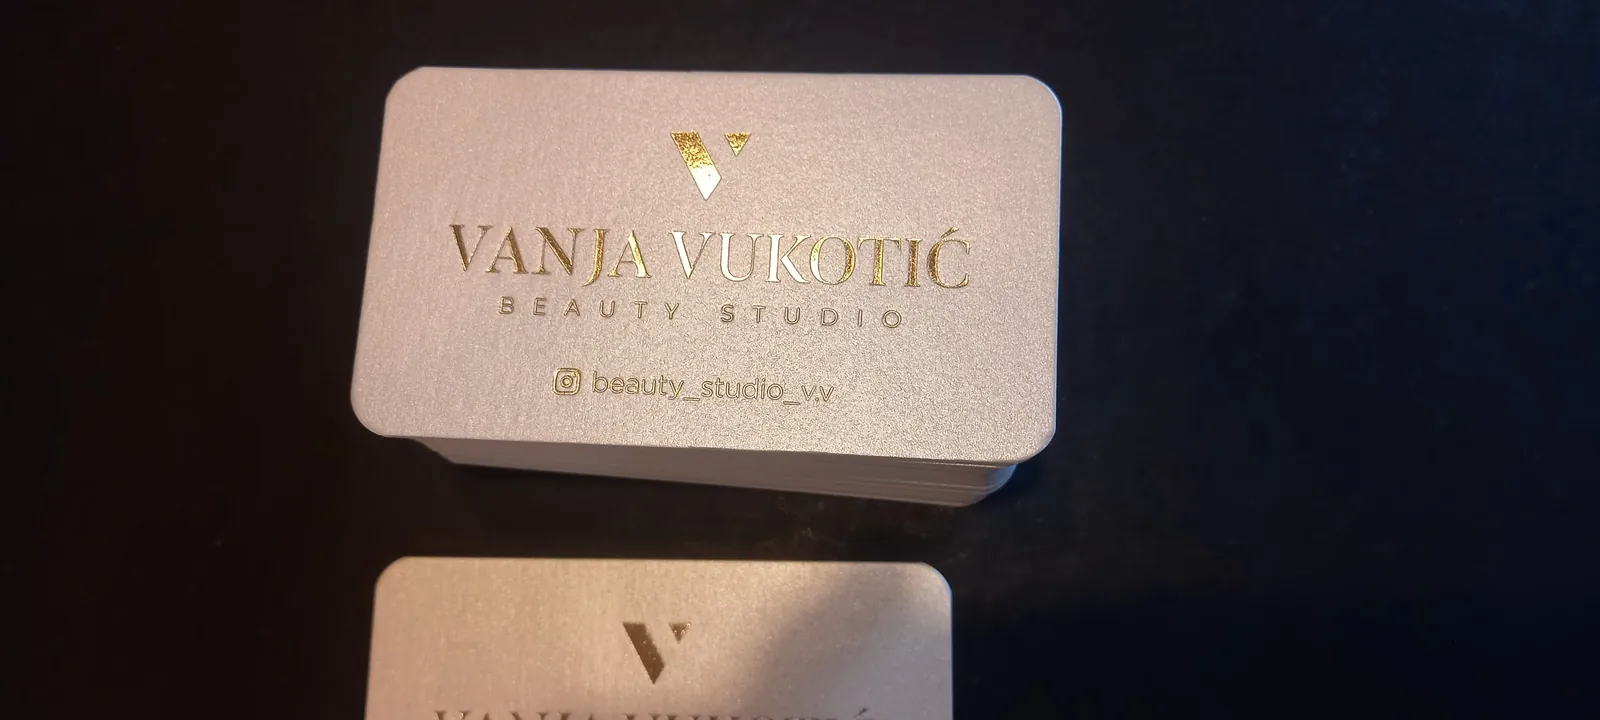 VANJA VUKOTIĆ
BEAUTY STUDIO
beauty_studio_v.v